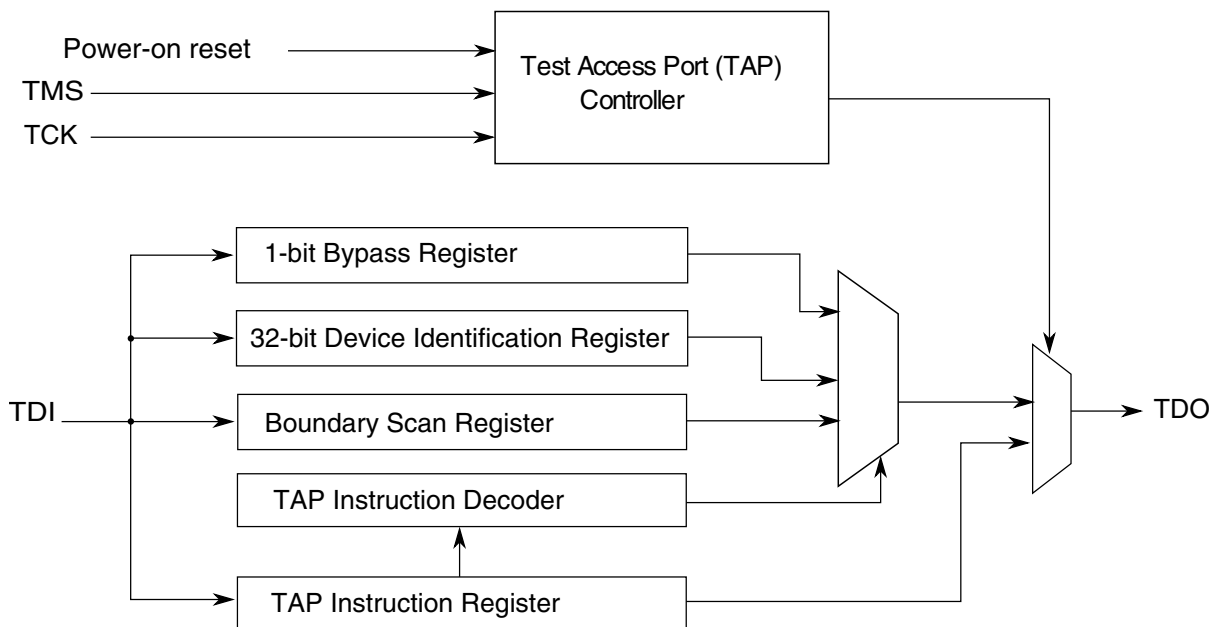 Power-on reset
TMS
TCK
Test Access Port (TAP)
Controller
1-bit Bypass Register
32-bit Device Identification Register
TDI
Boundary Scan Register
TDO
TAP Instruction Decoder
TAP Instruction Register